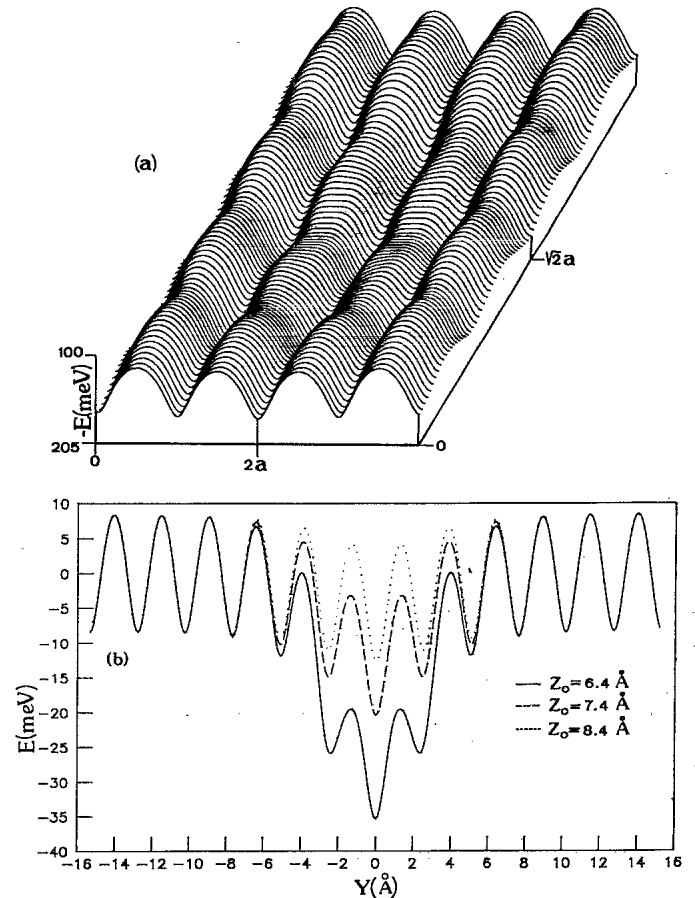 (a)
100
-E(meV)
205
0
2a
0
√2a
10
5
0
-5
-10
-15
-20
-25
-30
-35
-40
E(meV)
(b)
Z₀=6.4 Å
Z₀=7.4 Å
Z₀=8.4 Å
-16 -14 -12 -10 -8 -6 -4 -2 0 2 4 6 8 10 12 14 16
Y(Å)